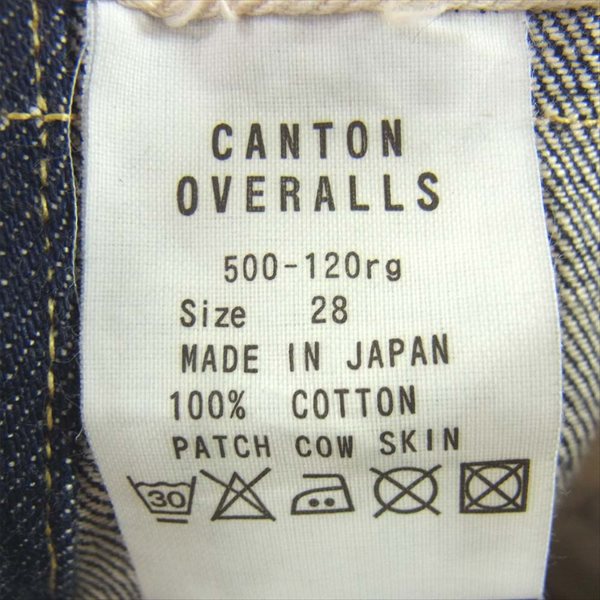 CANTON
OVERALLS
500-120rg
Size 28
MADE IN JAPAN
100% COTTON
PATCH COW SKIN
30